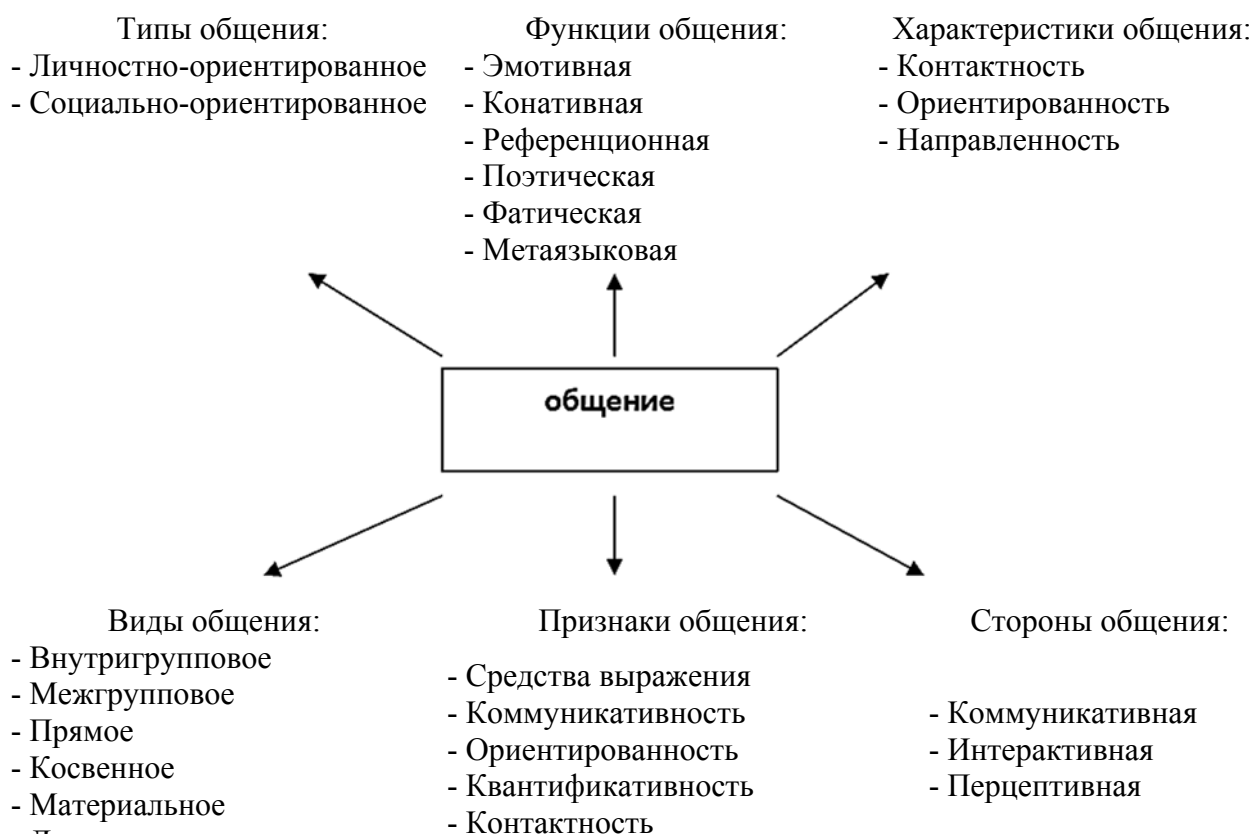 Типы общения:
- Личностно-ориентированное
- Социально-ориентированное
Функции общения:
- Эмотивная
- Конативная
- Референционная
- Поэтическая
- Фатическая
- Метаязыковая
Характеристики общения:
- Контактность
- Ориентированность
- Направленность
общение
Виды общения:
- Внутригрупповое
- Межгрупповое
- Прямое
- Косвенное
- Материальное
Признаки общения:
- Средства выражения
- Коммуникативность
- Ориентированность
- Квантификативность
- Контактность
Стороны общения:
- Коммуникативная
- Интерактивная
- Перцептивная